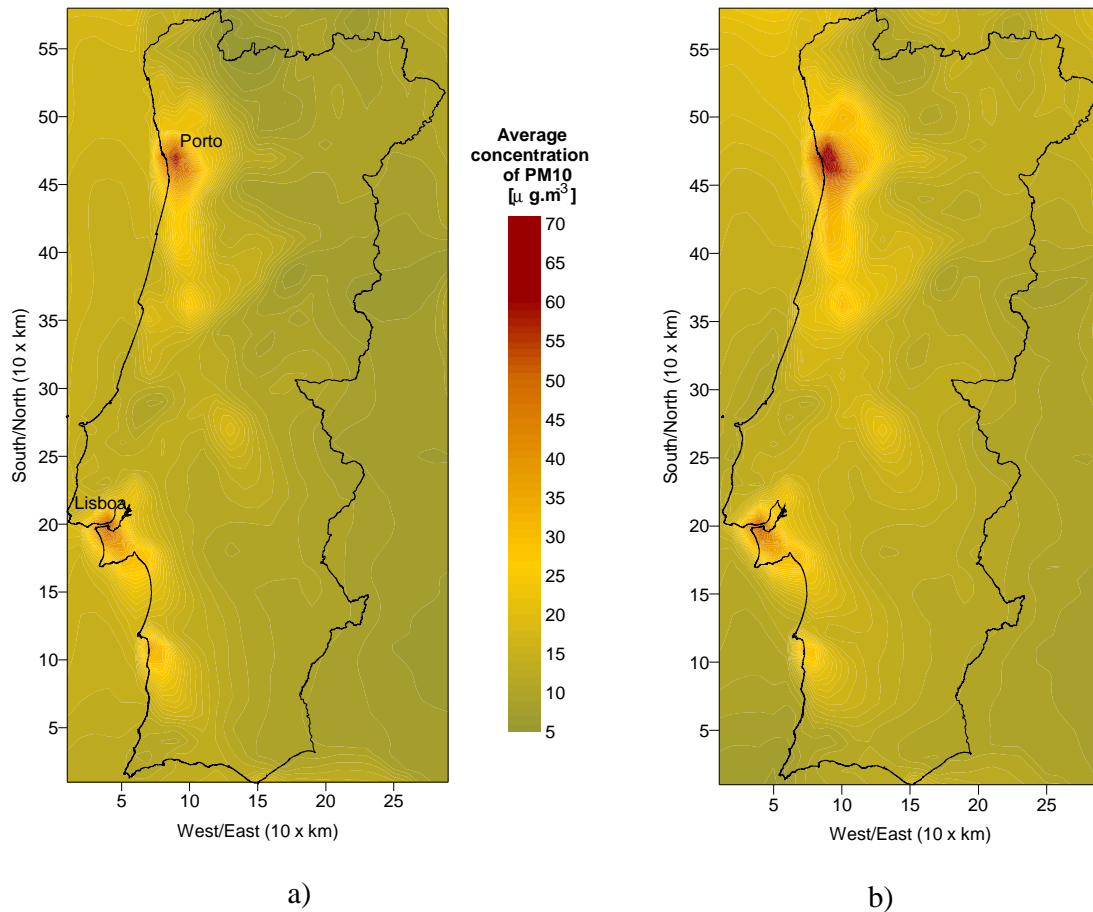 55
50
45
40
35
30
25
20
15
10
5
South/North (10 x km)
Porto
Lisboa
5 10 15 20 25
West/East (10 x km)
a)
Average
concentration
of PM10
[μ g.m-3]
70
65
60
55
50
45
40
35
30
25
20
15
10
5
55
50
45
40
35
30
25
20
15
10
5
South/North (10 x km)
5 10 15 20 25
West/East (10 x km)
b)